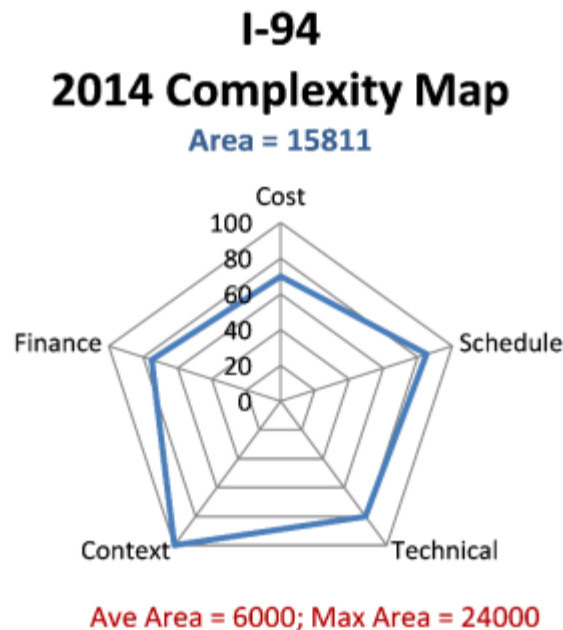 I-94
2014 Complexity Map
Area = 15811
Cost
100
80
60
40
20
0
Finance
Schedule
Context
Technical
Ave Area = 6000; Max Area = 24000